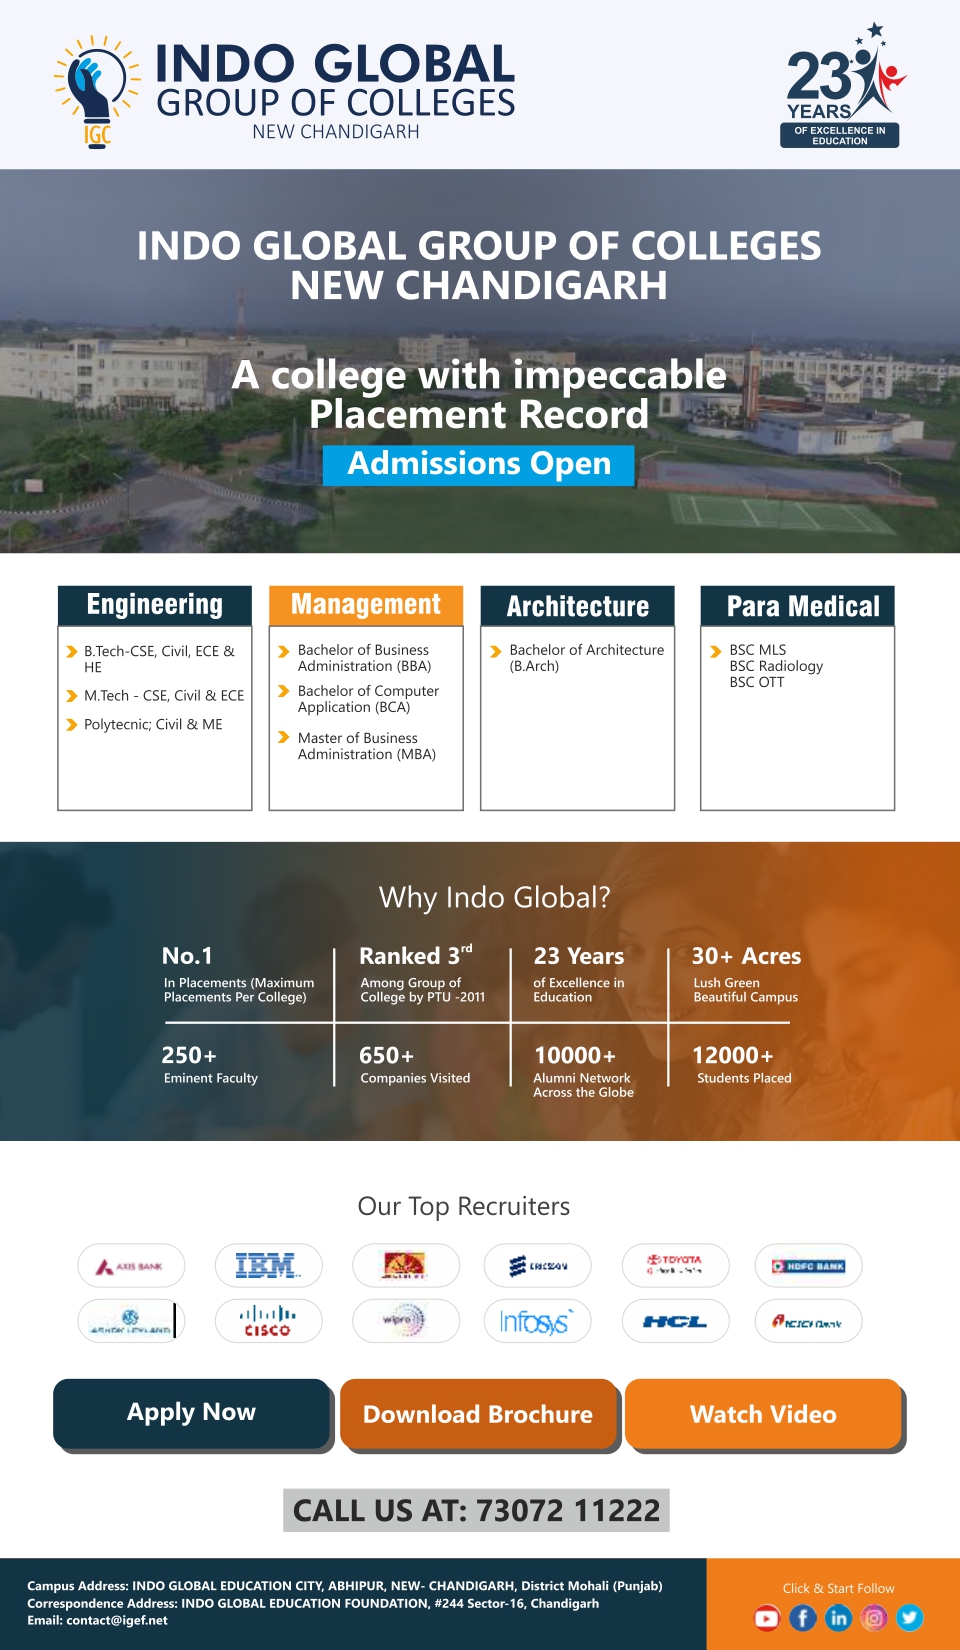 IGC
INDO GLOBAL
GROUP OF COLLEGES
NEW CHANDIGARH
23
YEARS
OF EXCELLENCE IN
EDUCATION
INDO GLOBAL GROUP OF COLLEGES
NEW CHANDIGARH
A college with impeccable
Placement Record
Admissions Open
Engineering
B.Tech-CSE, Civil, ECE &
HE
M.Tech - CSE, Civil & ECE
Polytecnic; Civil & ME
Management
Bachelor of Business
Administration (BBA)
Bachelor of Computer
Application (BCA)
Master of Business
Administration (MBA)
Architecture
Bachelor of Architecture
(B.Arch)
Para Medical
BSC MLS
BSC Radiology
BSC OTT
Why Indo Global?
No.1
In Placements (Maximum
Placements Per College)
Ranked 3rd
Among Group of
College by PTU -2011
23 Years
of Excellence in
Education
30+ Acres
Lush Green
Beautiful Campus
250+
Eminent Faculty
650+
Companies Visited
10000+
Alumni Network
Across the Globe
12000+
Students Placed
Our Top Recruiters
AXIS BANK
IBM
ERICSSON
TOYOTA
HDFC BANK
ASHOK LEYLAND
CISCO
wipro
Infosys
HCL
ICICI Bank
Apply Now
Download Brochure
Watch Video
CALL US AT: 73072 11222
Campus Address: INDO GLOBAL EDUCATION CITY, ABHIPUR, NEW- CHANDIGARH, District Mohali (Punjab)
Correspondence Address: INDO GLOBAL EDUCATION FOUNDATION, #244 Sector-16, Chandigarh
Email: contact@igef.net
Click & Start Follow